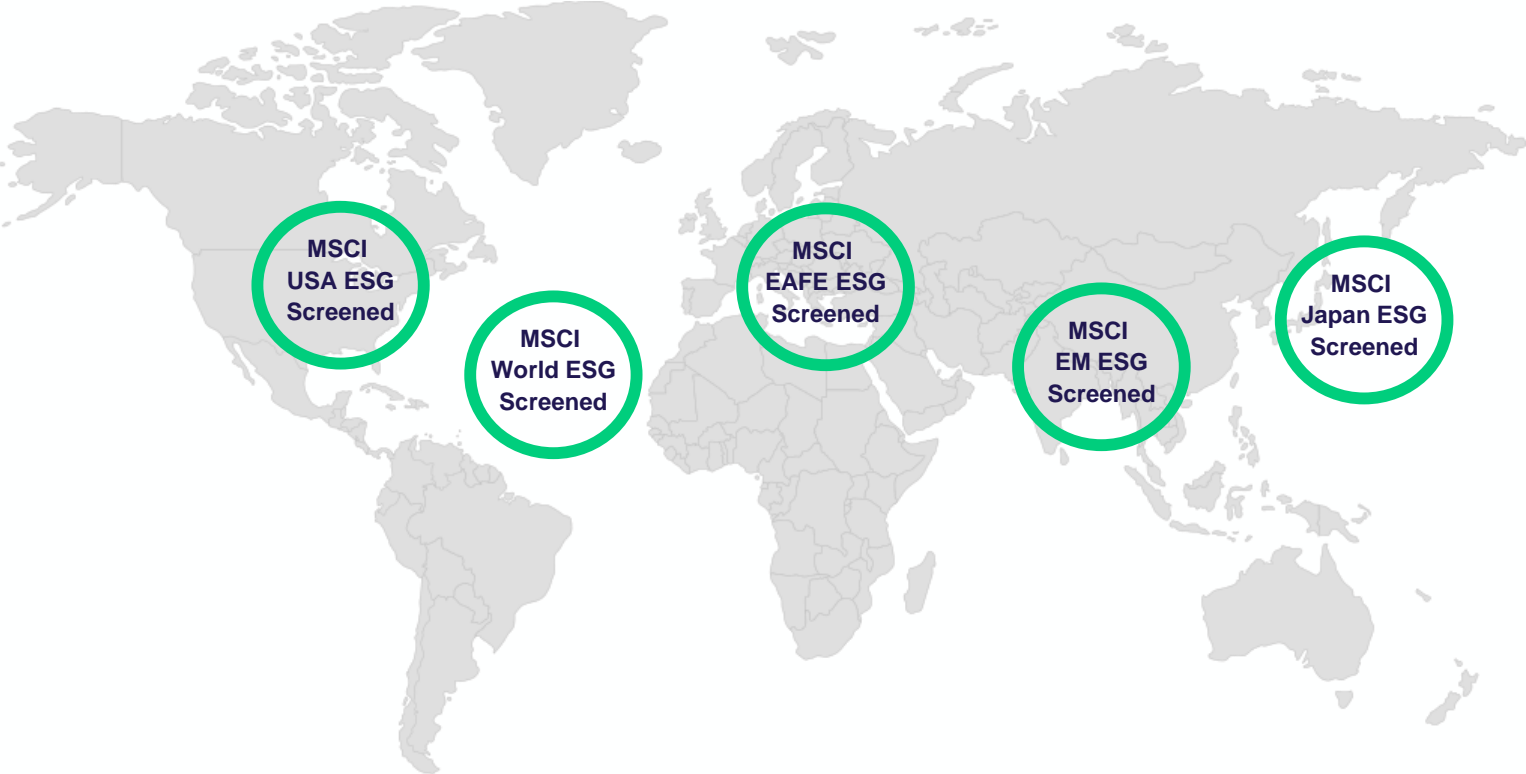 MSCI
USA ESG
Screened
MSCI
World ESG
Screened
MSCI
EAFE ESG
Screened
MSCI
EM ESG
Screened
MSCI
Japan ESG
Screened